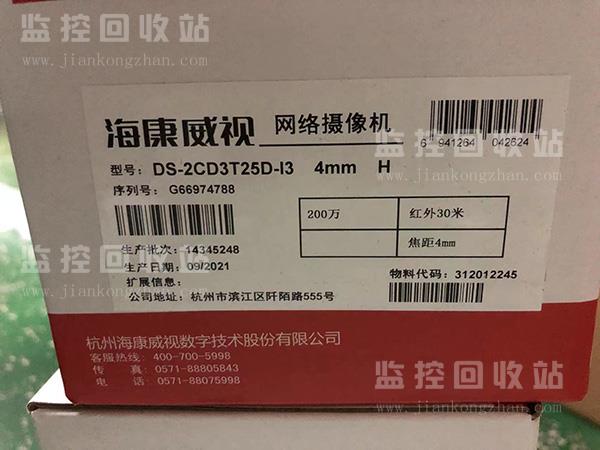 监控回收站
www.jiankongzhan.com
监控回收站
www.jiankongzhan.com
海康威视 网络摄像机
6 941264 042624
型号: DS-2CD3T25D-I3 4mm H
序列号: G66974788
200万 红外30米
焦距4mm
监控回收站
www.jiankongzhan.com
生产批次: 14345248
生产日期: 09/2021
扩展信息:
物料代码: 312012245
公司地址: 杭州市滨江区阡陌路555号
杭州海康威视数字技术股份有限公司
客服热线: 400-700-5998
传 真: 0571-88805843
电 话: 0571-88075998
监控回收站
www.jiankongzhan.com